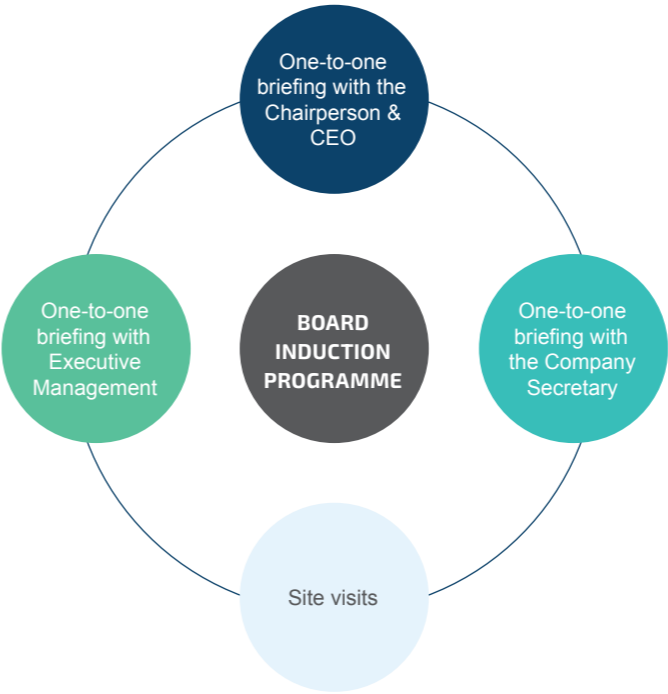 One-to-one
briefing with the
Chairperson &
CEO
One-to-one
briefing with
Executive
Management
BOARD
INDUCTION
PROGRAMME
One-to-one
briefing with
the Company
Secretary
Site visits